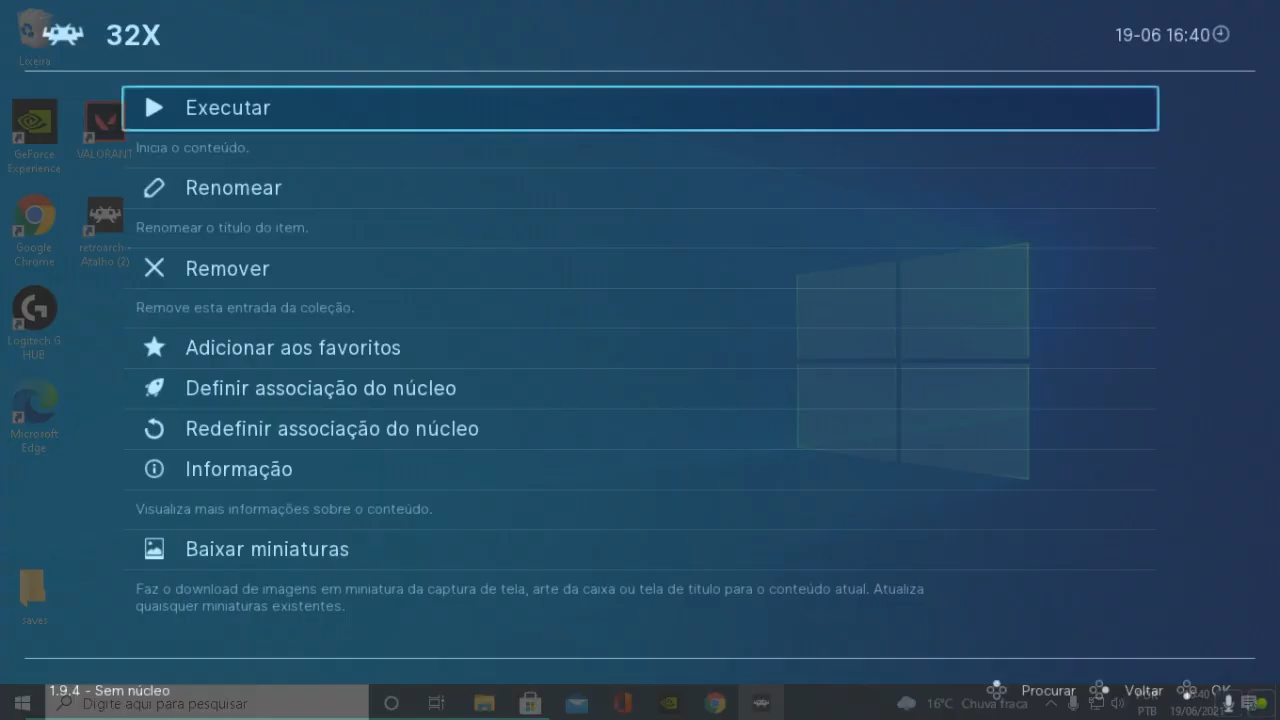 32X
19-06 16:40
Lixeira
Executar
Inicia o conteúdo.
GeForce
Experience
VALORANT
Renomear
Renomear o título do item.
Google
Chrome
retroarch -
Atalho (2)
Remover
Remove esta entrada da coleção.
Logitech G
HUB
Adicionar aos favoritos
Definir associação do núcleo
Microsoft
Edge
Redefinir associação do núcleo
Informação
Visualiza mais informações sobre o conteúdo.
Baixar miniaturas
Faz o download de imagens em miniatura da captura de tela, arte da caixa ou tela de título para o conteúdo atual. Atualiza
quaisquer miniaturas existentes.
saves
1.9.4 - Sem núcleo
Procurar
Voltar
OK
Digite aqui para pesquisar
16°C Chuva fraca
PTB
19/06/2021